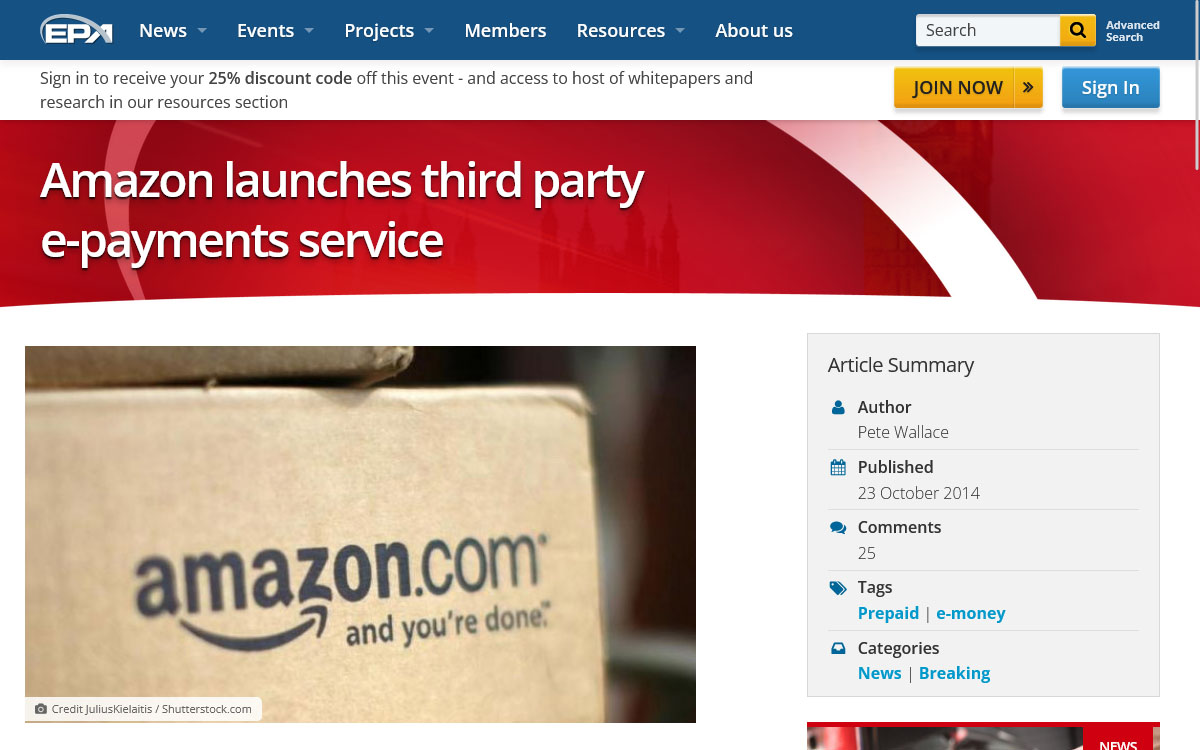 EPA
News
Events
Projects
Members
Resources
About us
Search
Advanced
Search
Sign in to receive your 25% discount code off this event - and access to host of whitepapers and
research in our resources section
JOIN NOW
Sign In
Amazon launches third party
e-payments service
amazon.com
and you're done.™
Credit JuliusKielaitis / Shutterstock.com
Article Summary
Author
Pete Wallace
Published
23 October 2014
Comments
25
Tags
Prepaid | e-money
Categories
News | Breaking
NEWS